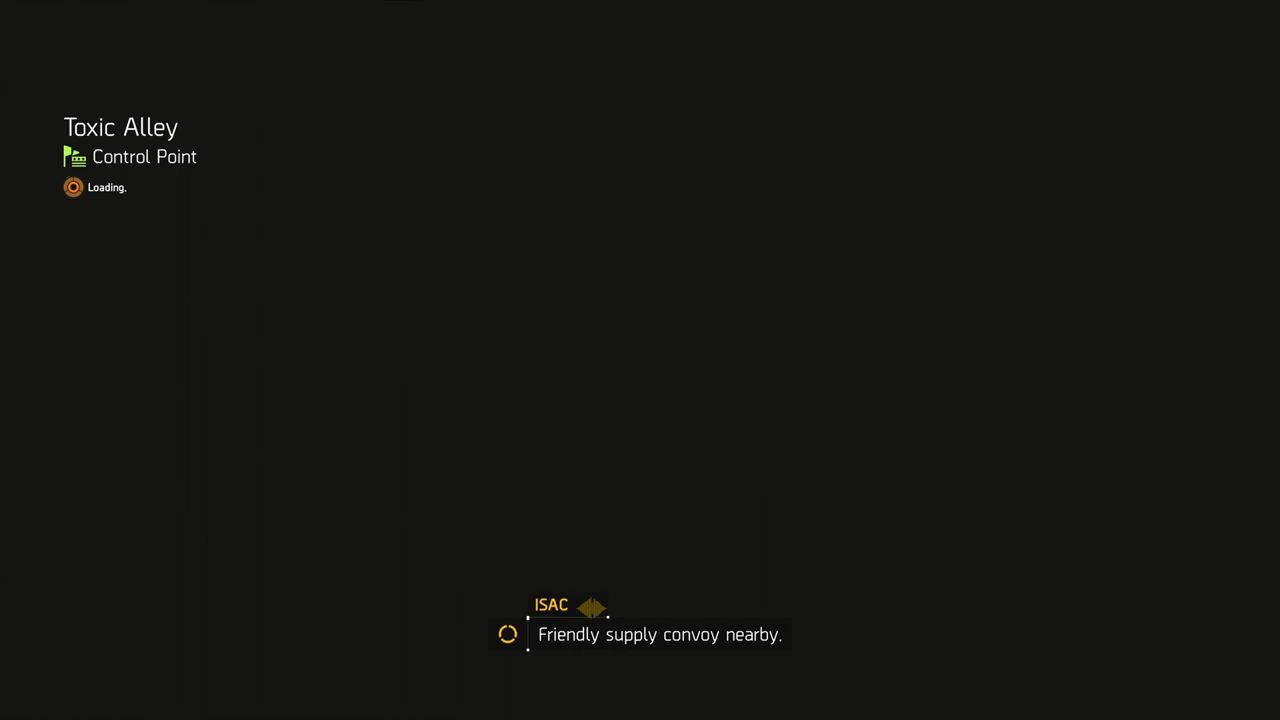 Toxic Alley
Control Point
Loading.
ISAC
Friendly supply convoy nearby.